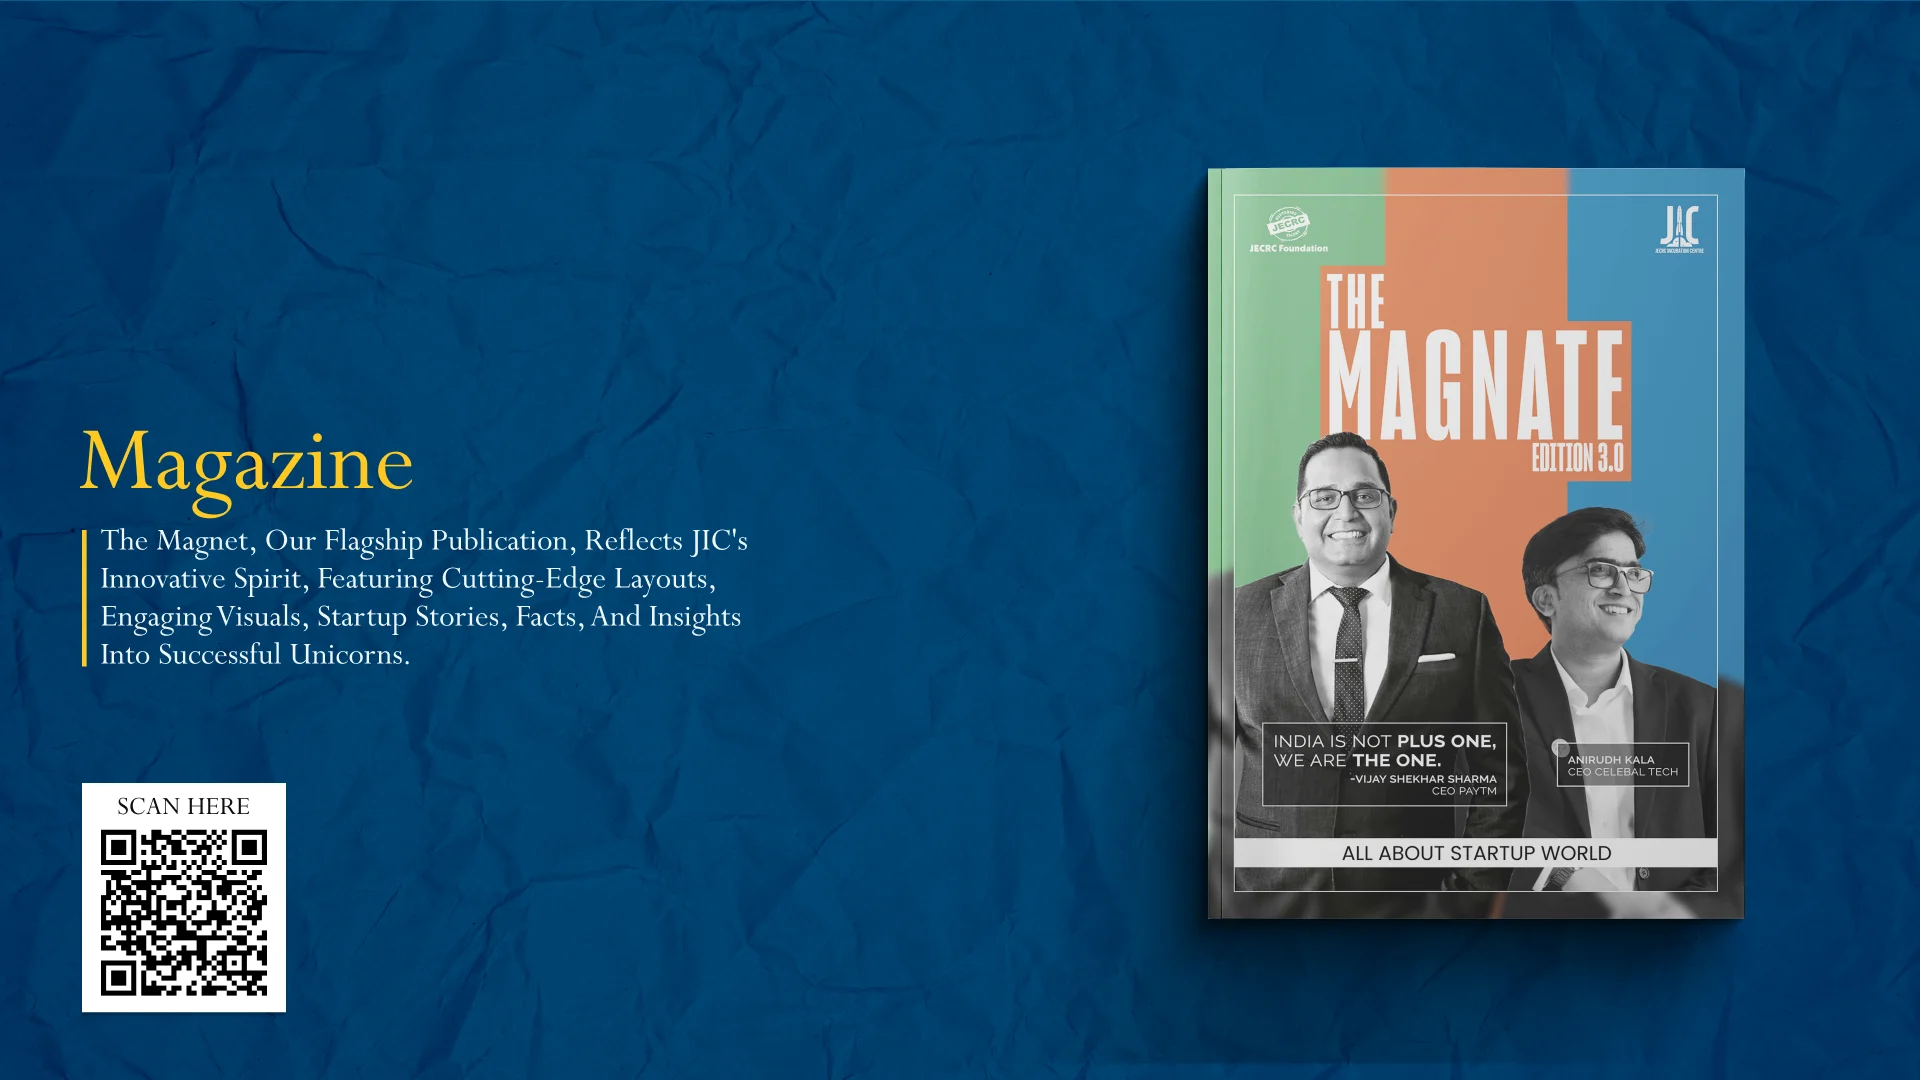 Magazine
The Magnet, Our Flagship Publication, Reflects JIC's
Innovative Spirit, Featuring Cutting-Edge Layouts,
Engaging Visuals, Startup Stories, Facts, And Insights
Into Successful Unicorns.
SCAN HERE
JECRC
JECRC Foundation
JIC
JECRC INCUBATION CENTRE
THE
MAGNATE
EDITION 3.0
INDIA IS NOT PLUS ONE,
WE ARE THE ONE.
-VIJAY SHEKHAR SHARMA
CEO PAYTM
ANIRUDH KALA
CEO CELEBAL TECH
ALL ABOUT STARTUP WORLD